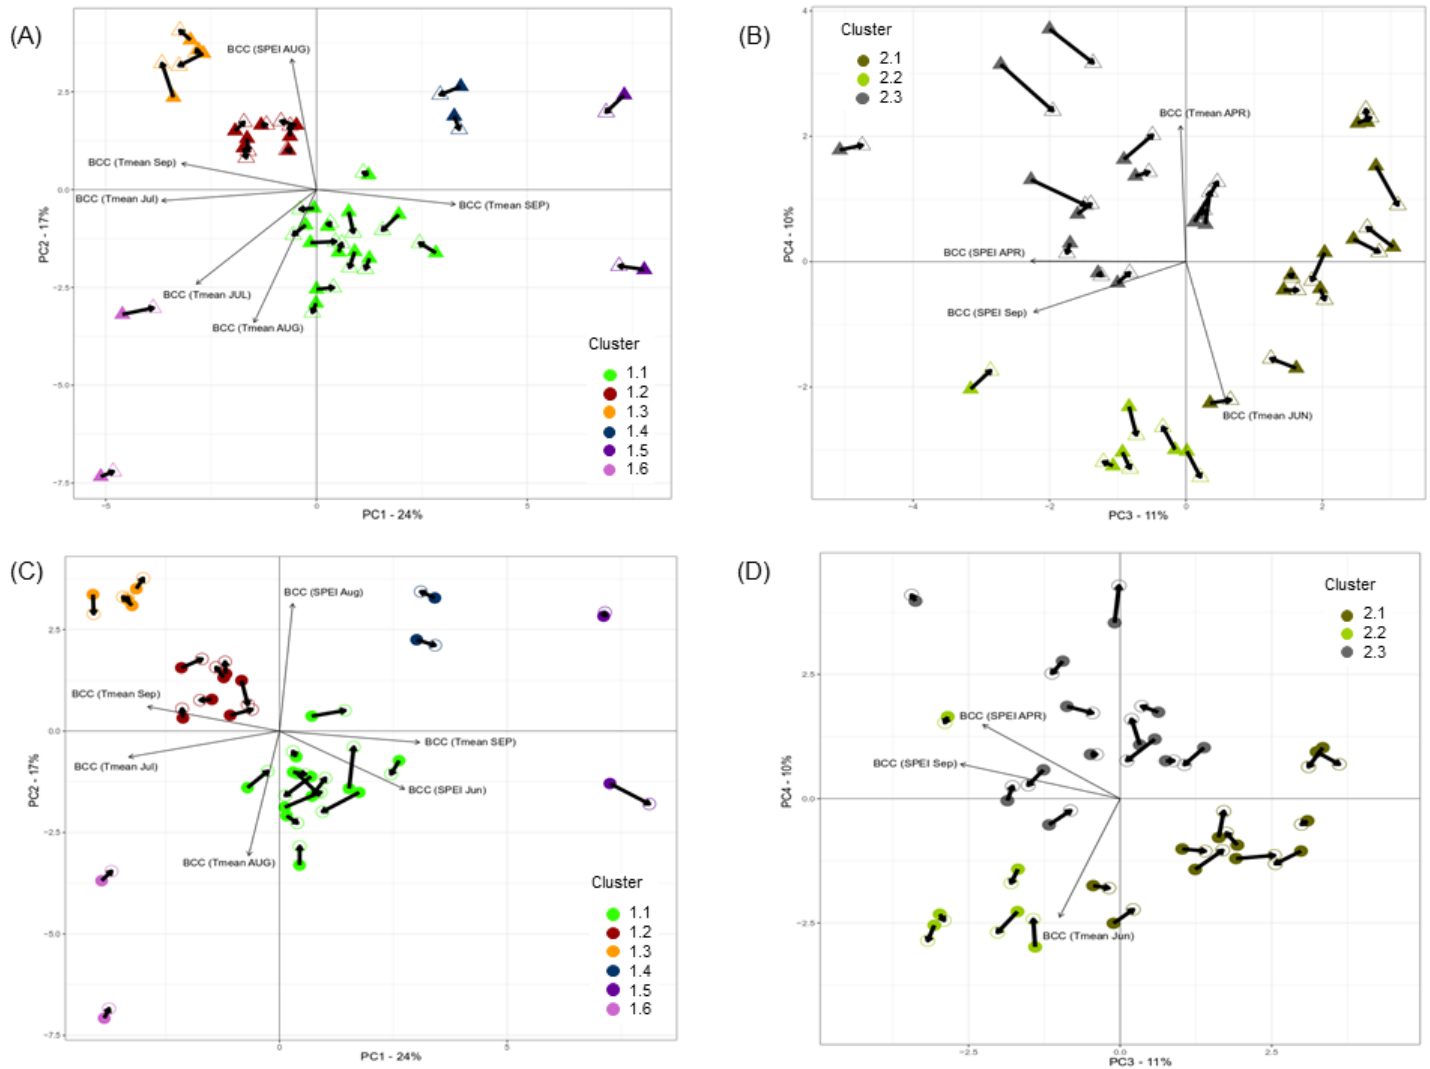 (A)
BCC (SPEI AUG)
BCC (Tmean Sep)
BCC (Tmean Jul)
BCC (Tmean SEP)
BCC (Tmean JUL)
BCC (Tmean AUG)
2.5
0.0
−2.5
−5.0
−7.5
PC2 - 17%
−5
0
5
PC1 - 24%
Cluster
1.1
1.2
1.3
1.4
1.5
1.6
(B)
Cluster
2.1
2.2
2.3
BCC (Tmean APR)
BCC (SPEI APR)
BCC (SPEI Sep)
BCC (Tmean JUN)
4
2
0
−2
PC4 - 10%
−4
−2
0
2
PC3 - 11%
(C)
BCC (SPEI Aug)
BCC (Tmean Sep)
BCC (Tmean SEP)
BCC (Tmean Jul)
BCC (SPEI Jun)
BCC (Tmean AUG)
2.5
0.0
−2.5
−5.0
−7.5
PC2 - 17%
0
5
PC1 - 24%
Cluster
1.1
1.2
1.3
1.4
1.5
1.6
(D)
Cluster
2.1
2.2
2.3
BCC (SPEI APR)
BCC (SPEI Sep)
BCC (Tmean Jun)
2.5
0.0
−2.5
PC4 - 10%
−2.5
0.0
2.5
PC3 - 11%